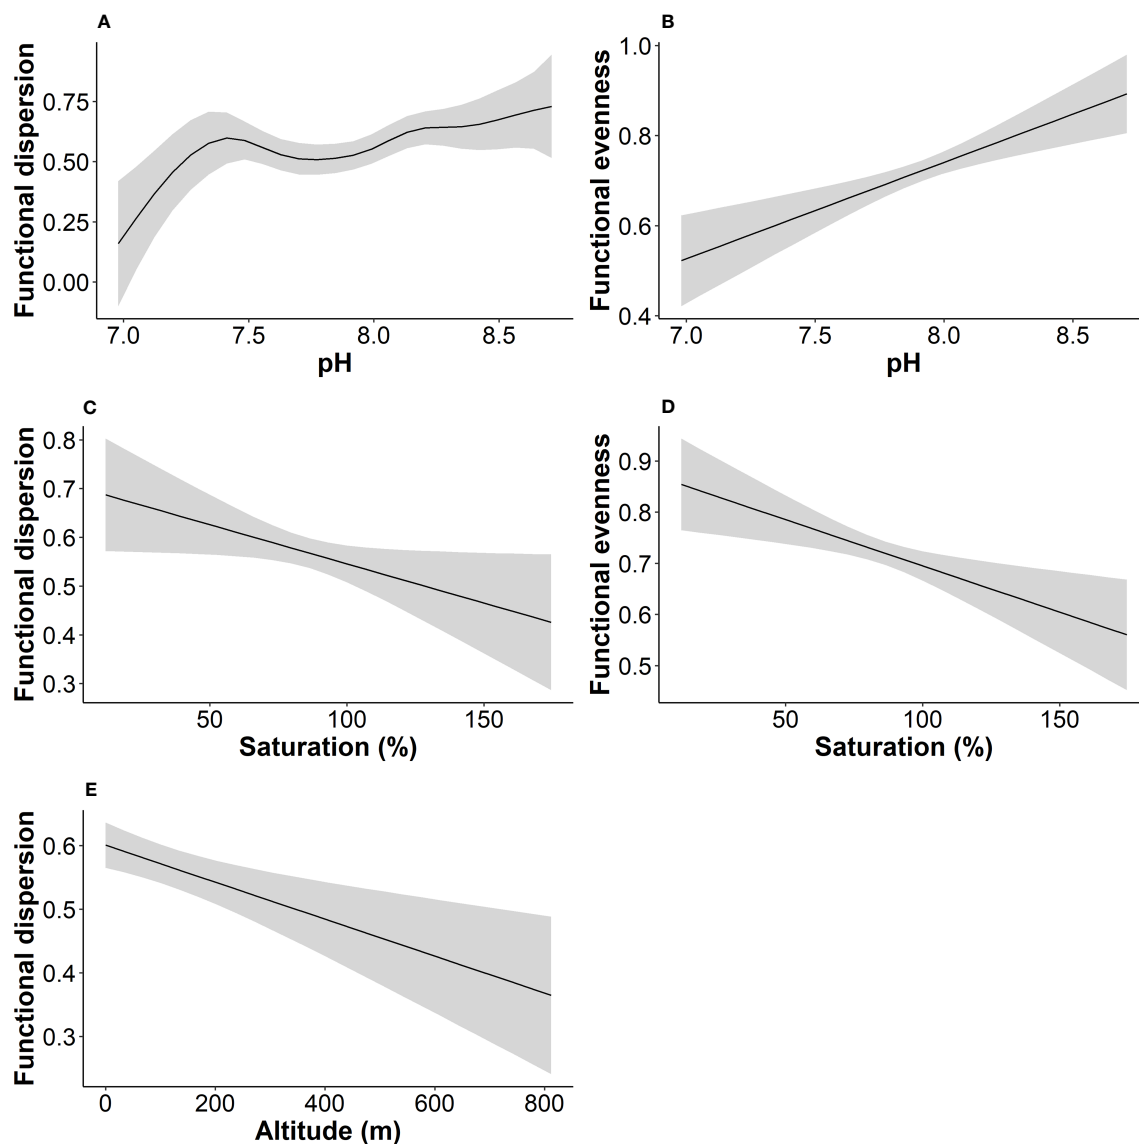 A
Functional dispersion
0.75
0.50
0.25
0.00
7.0 7.5 8.0 8.5
pH
B
Functional evenness
1.0
0.8
0.6
0.4
7.0 7.5 8.0 8.5
pH
C
Functional dispersion
0.8
0.7
0.6
0.5
0.4
0.3
50 100 150
Saturation (%)
D
Functional evenness
0.9
0.8
0.7
0.6
0.5
50 100 150
Saturation (%)
E
Functional dispersion
0.6
0.5
0.4
0.3
0 200 400 600 800
Altitude (m)